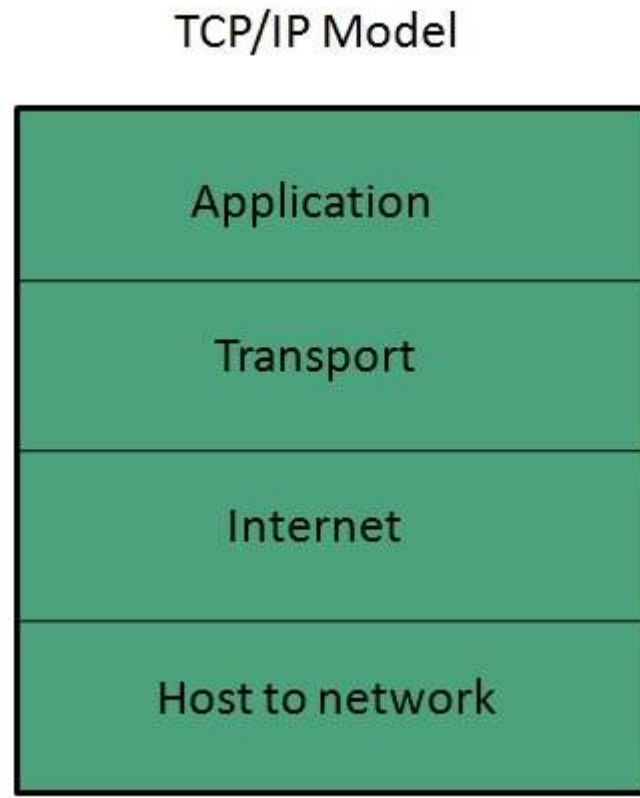 TCP/IP Model
Application
Transport
Internet
Host to network